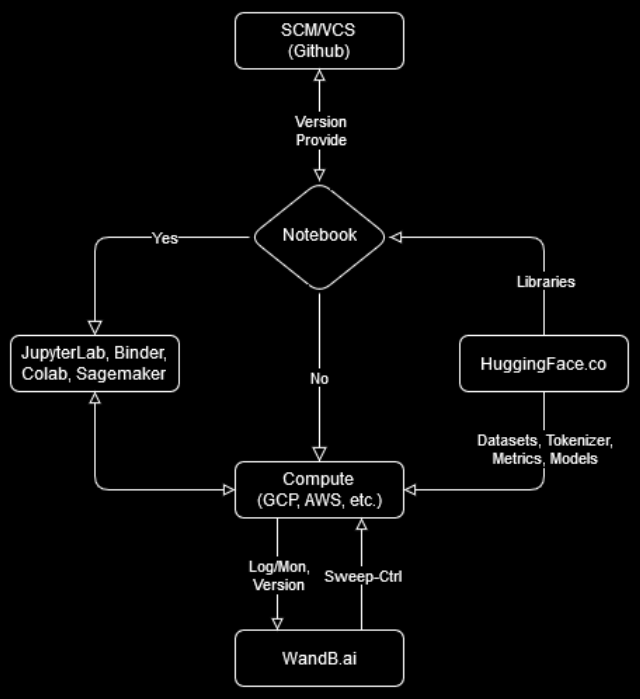 SCM/VCS
(Github)
Version
Provide
Notebook
Yes
Libraries
JupyterLab, Binder,
Colab, Sagemaker
HuggingFace.co
No
Datasets, Tokenizer,
Metrics, Models
Compute
(GCP, AWS, etc.)
Log/Mon,
Version
Sweep-Ctrl
WandB.ai